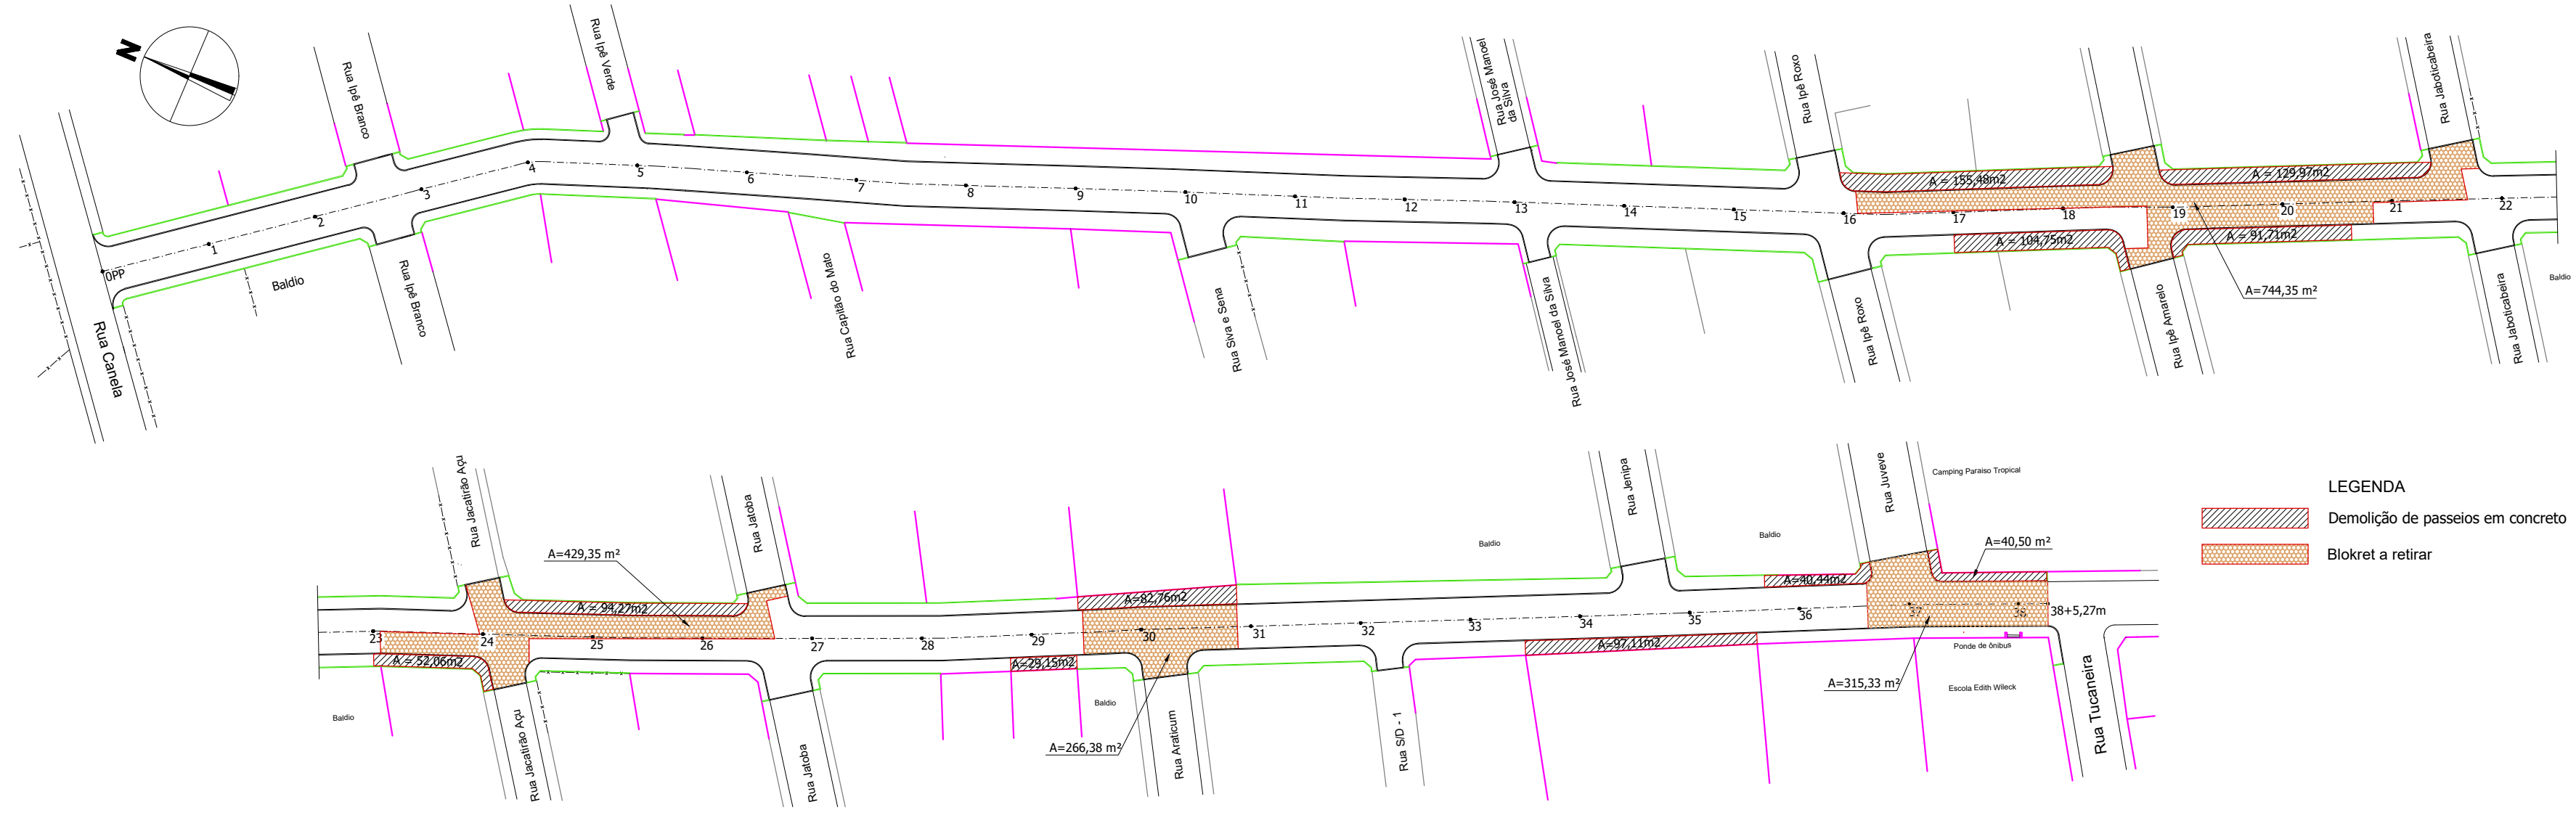 N
Rua Ipê Branco
Rua Ipê Verde
Rua José Manoel
da Silva
Rua Ipê Roxo
Rua Jaboticabeira
0PP
1
2
3
4
5
6
7
8
9
10
11
12
13
14
15
16
17
18
19
20
21
22
A = 155,48m2
A = 129,97m2
A = 104,75m2
A = 91,71m2
A=744,35 m²
Baldio
Baldio
Rua Canela
Rua Ipê Branco
Rua Capitão do Mato
Rua Siva e Sena
Rua José Manoel da Silva
Rua Ipê Roxo
Rua Ipê Amarelo
Rua Jaboticabeira
Rua Jacatirão Açu
Rua Jatoba
Rua Jenipa
Rua Juveve
Camping Paraiso Tropical
Baldio
Baldio
A=429,35 m²
A=40,50 m²
A = 94,27m2
A=82,76m2
A=40,44m2
23
24
25
26
27
28
29
30
31
32
33
34
35
36
37
38
38+5,27m
A = 52,06m2
A=29,15m2
A=97,11m2
Ponde de ônibus
Escola Edith Wileck
A=315,33 m²
A=266,38 m²
Baldio
Baldio
Rua Jacatirão Açu
Rua Jatoba
Rua Araticum
Rua S/D - 1
Rua Tucaneira
LEGENDA
Demolição de passeios em concreto
Blokret a retirar